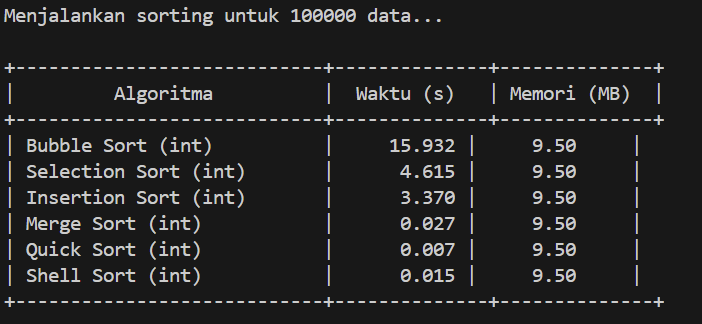 Menjalankan sorting untuk 100000 data...
+----------------------------+--------------+--------------+
|         Algoritma          |  Waktu (s)   | Memori (MB)  |
+----------------------------+--------------+--------------+
| Bubble Sort (int)          |     15.932 |     9.50     |
| Selection Sort (int)       |      4.615 |     9.50     |
| Insertion Sort (int)       |      3.370 |     9.50     |
| Merge Sort (int)           |      0.027 |     9.50     |
| Quick Sort (int)           |      0.007 |     9.50     |
| Shell Sort (int)           |      0.015 |     9.50     |
+----------------------------+--------------+--------------+